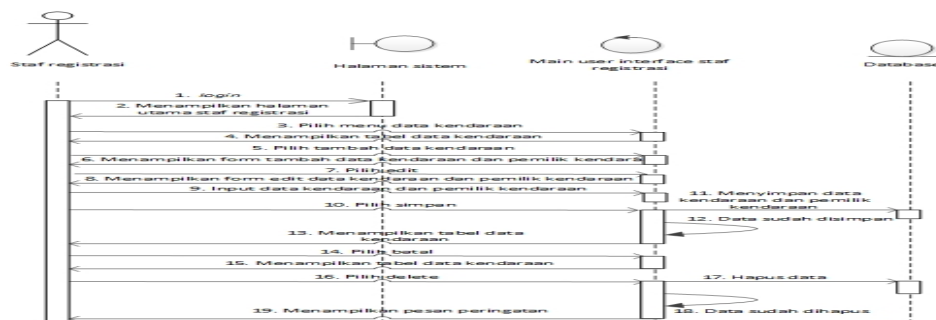 Staf registrasi
Halaman sistem
Main user interface staf
registrasi
Database
1. login
2. Menampilkan halaman
utama staf registrasi
3. Pilih menu data kendaraan
4. Menampilkan tabel data kendaraan
5. Pilih tambah data kendaraan
6. Menampilkan form tambah data kendaraan dan pemilik kendara
7. Pilih edit
8. Menampilkan form edit data kendaraan dan pemilik kendaraan
9. Input data kendaraan dan pemilik kendaraan
10. Pilih simpan
11. Menyimpan data
kendaraan dan pemilik
kendaraan
12. Data sudah disimpan
13. Menampilkan tabel data
kendaraan
14. Pilih batal
15. Menampilkan tabel data kendaraan
16. Pilih delete
17. Hapus data
18. Data sudah dihapus
19. Menampilkan pesan peringatan